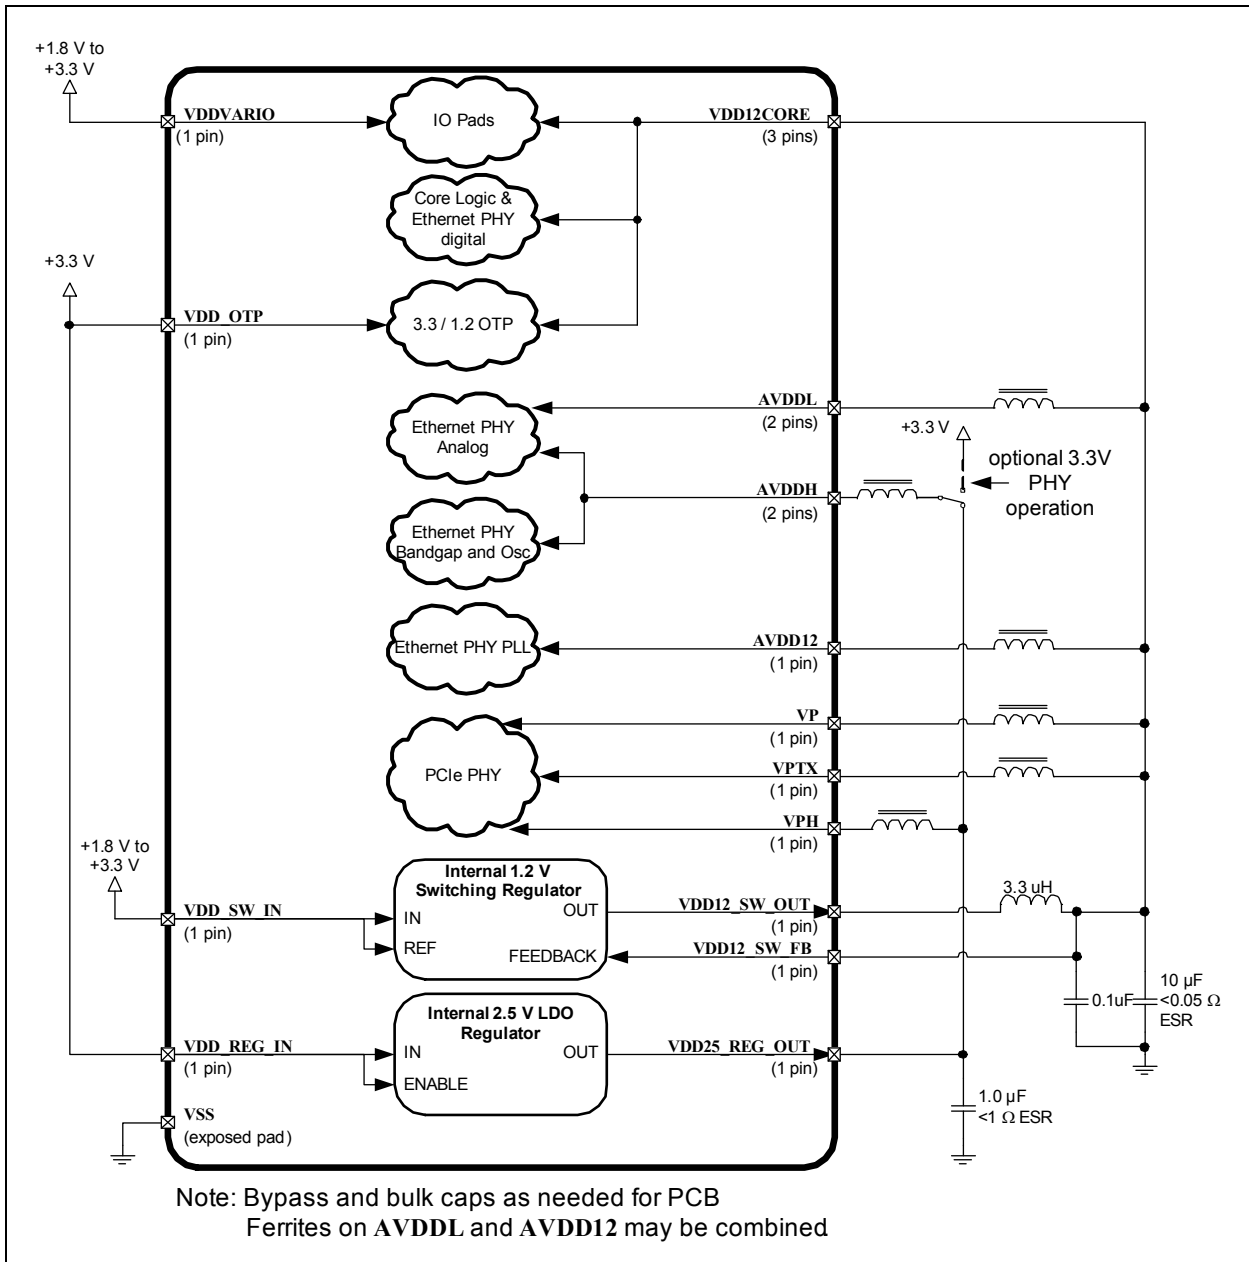 +1.8 V to
+3.3 V
VDDVARIO
(1 pin)
IO Pads
VDD12CORE
(3 pins)
Core Logic &
Ethernet PHY
digital
+3.3 V
VDD_OTP
(1 pin)
3.3 / 1.2 OTP
AVDDL
(2 pins)
Ethernet PHY
Analog
+3.3 V
optional 3.3V
PHY
operation
AVDDH
(2 pins)
Ethernet PHY
Bandgap and Osc
Ethernet PHY PLL
AVDD12
(1 pin)
VP
(1 pin)
PCIe PHY
VPTX
(1 pin)
VPH
(1 pin)
+1.8 V to
+3.3 V
Internal 1.2 V
Switching Regulator
VDD_SW_IN
(1 pin)
IN
REF
OUT
FEEDBACK
VDD12_SW_OUT
(1 pin)
3.3 uH
VDD12_SW_FB
(1 pin)
0.1uF
10 µF
<0.05 Ω
ESR
Internal 2.5 V LDO
Regulator
VDD_REG_IN
(1 pin)
IN
ENABLE
OUT
VDD25_REG_OUT
(1 pin)
1.0 µF
<1 Ω ESR
VSS
(exposed pad)
Note: Bypass and bulk caps as needed for PCB
Ferrites on AVDDL and AVDD12 may be combined